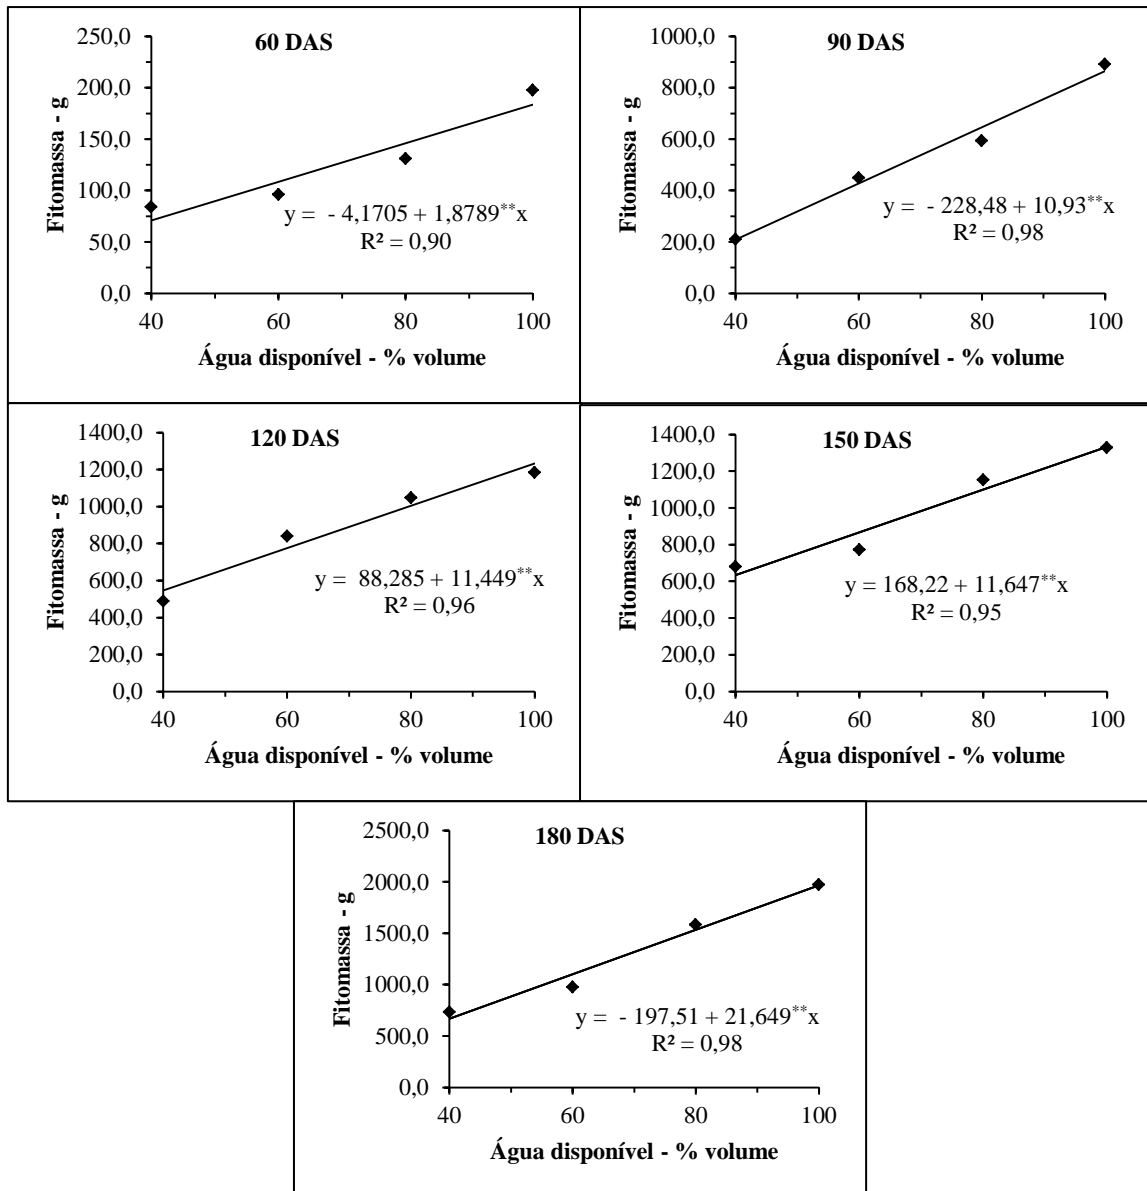 60 DAS
Fitomassa - g
250,0
200,0
150,0
100,0
50,0
0,0
y = - 4,1705 + 1,8789**x
R² = 0,90
40 60 80 100
Água disponível - % volume
90 DAS
Fitomassa - g
1000,0
800,0
600,0
400,0
200,0
0,0
y = - 228,48 + 10,93**x
R² = 0,98
40 60 80 100
Água disponível - % volume
120 DAS
Fitomassa - g
1400,0
1200,0
1000,0
800,0
600,0
400,0
200,0
0,0
y = 88,285 + 11,449**x
R² = 0,96
40 60 80 100
Água disponível - % volume
150 DAS
Fitomassa - g
1400,0
1200,0
1000,0
800,0
600,0
400,0
200,0
0,0
y = 168,22 + 11,647**x
R² = 0,95
40 60 80 100
Água disponível - % volume
180 DAS
Fitomassa - g
2500,0
2000,0
1500,0
1000,0
500,0
0,0
y = - 197,51 + 21,649**x
R² = 0,98
40 60 80 100
Água disponível - % volume